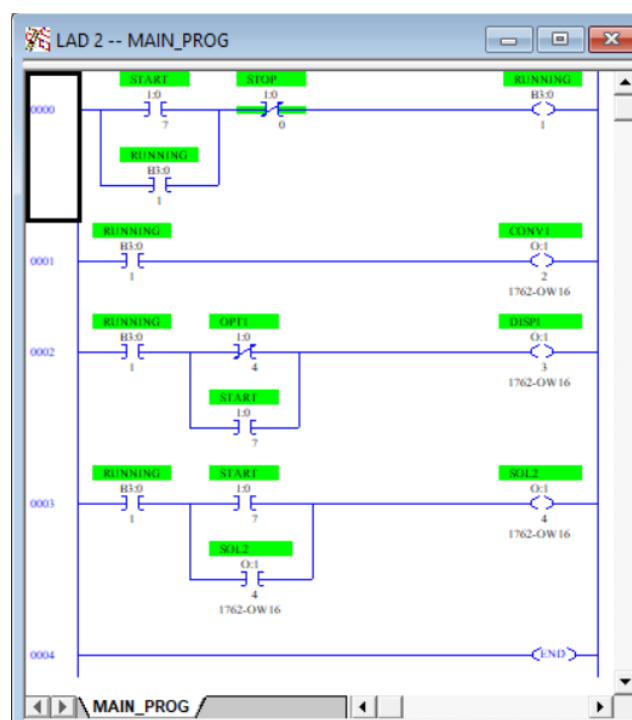 LAD 2 -- MAIN_PROG
START STOP RUNNING
I:0 I:0 B3:0
0000
7 0 1
RUNNING
B3:0
1
RUNNING CONV1
B3:0 O:1
0001
1 2
1762-OW16
RUNNING OPT1 DISP1
B3:0 I:0 O:1
0002
1 4 3
1762-OW16
START
I:0
7
RUNNING START SOL2
B3:0 I:0 O:1
0003
1 7 4
1762-OW16
SOL2
O:1
4
1762-OW16
0004 END
MAIN_PROG